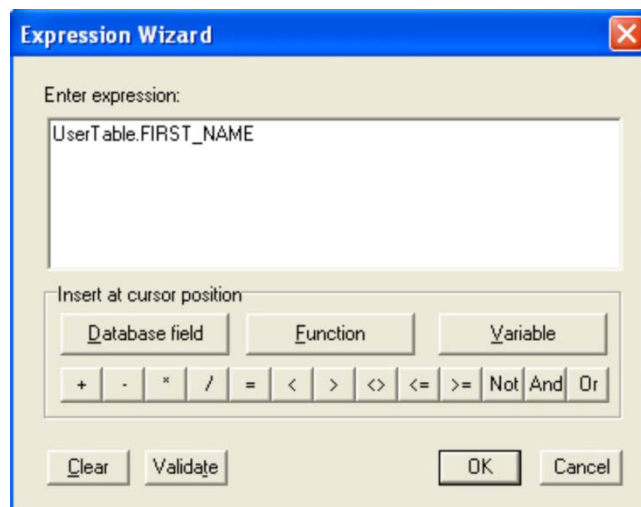 Expression Wizard
Enter expression:
UserTable.FIRST_NAME
Insert at cursor position
Database field Function Variable
+ - * / = < > <> <= >= Not And Or
Clear Validate OK Cancel